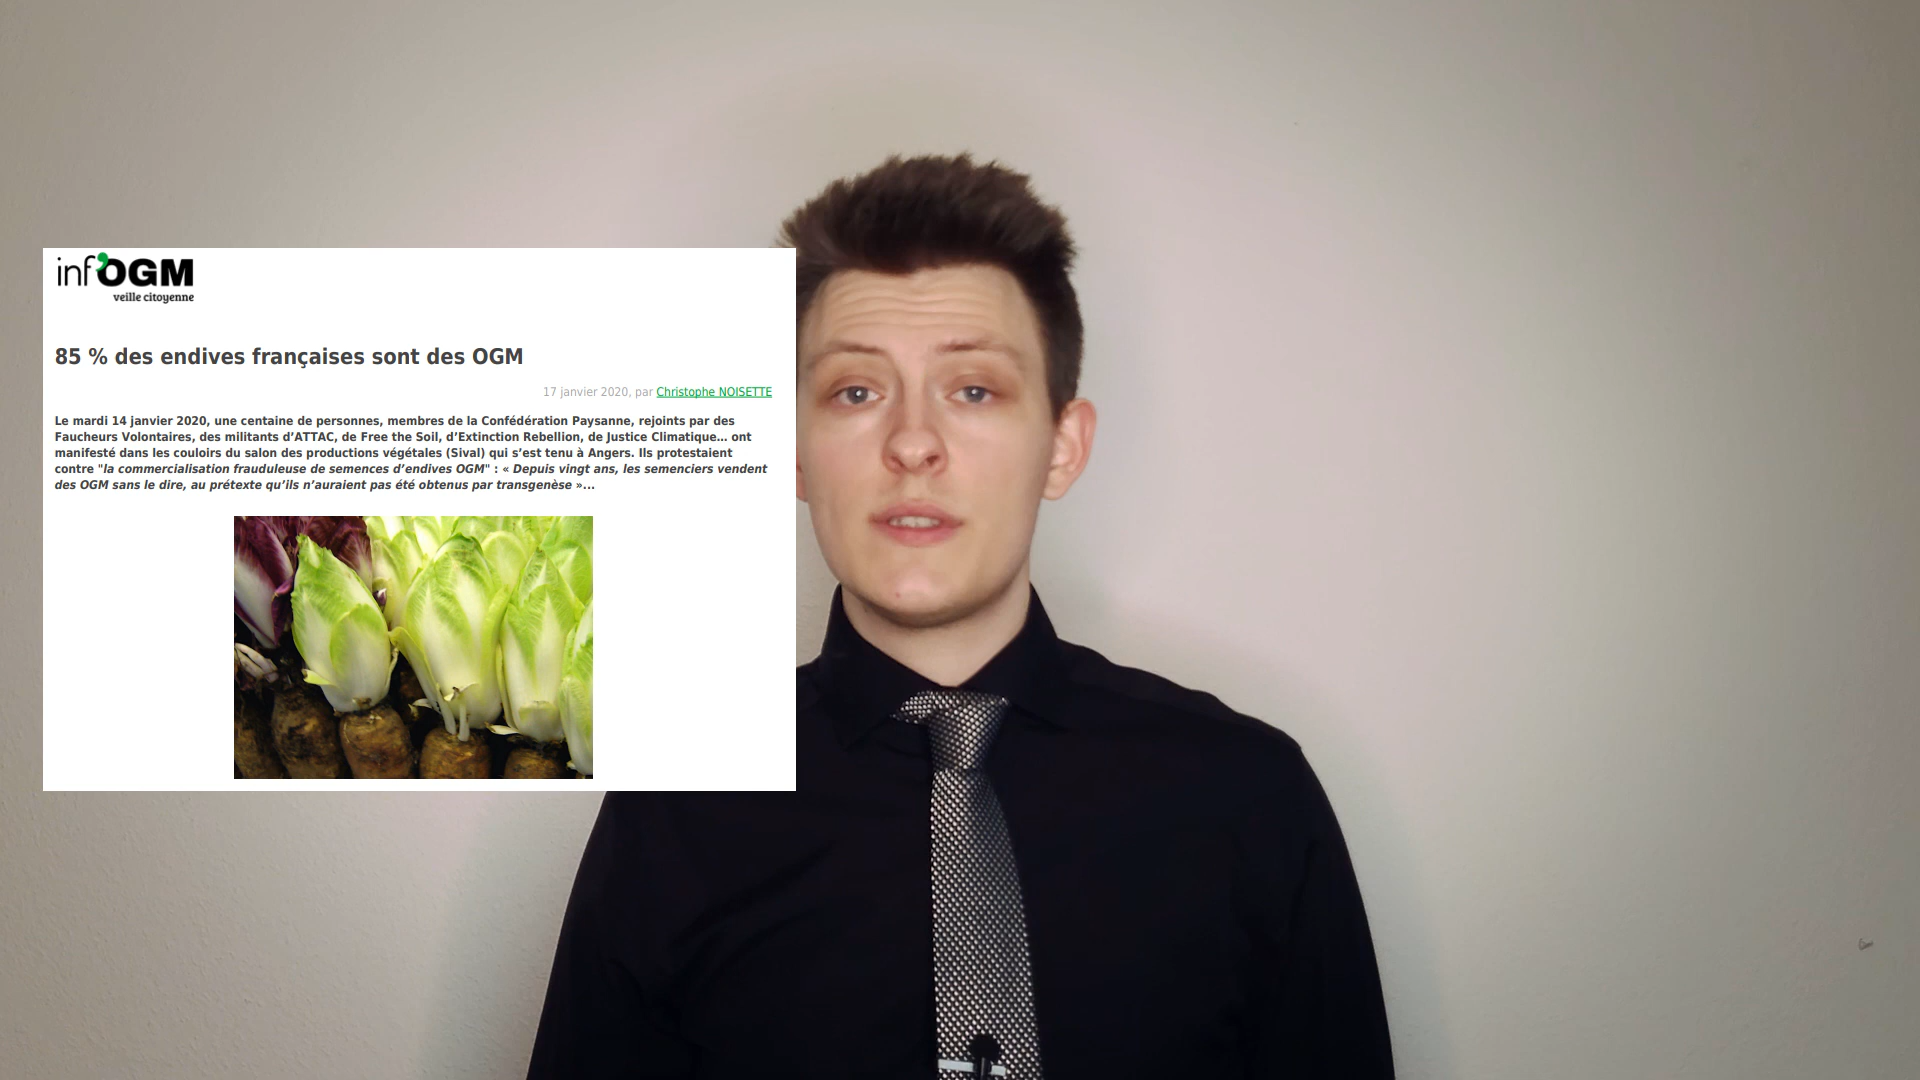 inf'OGM
veille citoyenne
85 % des endives françaises sont des OGM
17 janvier 2020, par Christophe NOISETTE
Le mardi 14 janvier 2020, une centaine de personnes, membres de la Confédération Paysanne, rejoints par des
Faucheurs Volontaires, des militants d’ATTAC, de Free the Soil, d’Extinction Rebellion, de Justice Climatique… ont
manifesté dans les couloirs du salon des productions végétales (Sival) qui s’est tenu à Angers. Ils protestaient
contre "la commercialisation frauduleuse de semences d’endives OGM" : « Depuis vingt ans, les semenciers vendent
des OGM sans le dire, au prétexte qu’ils n’auraient pas été obtenus par transgenèse »...